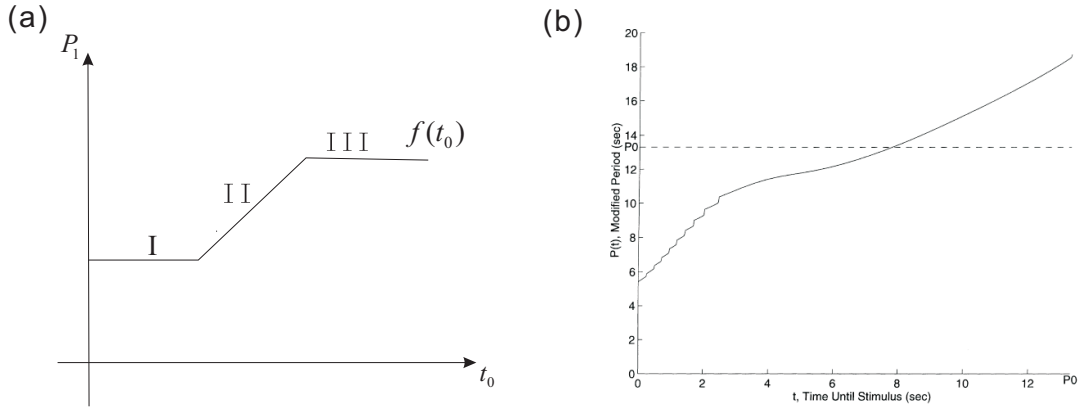 (a)
P1
III
f(t0)
II
I
t0
(b)
P(t), Modified Period (sec)
20
18
16
14
P0
12
10
8
6
4
2
0
0 2 4 6 8 10 12 P0
t, Time Until Stimulus (sec)